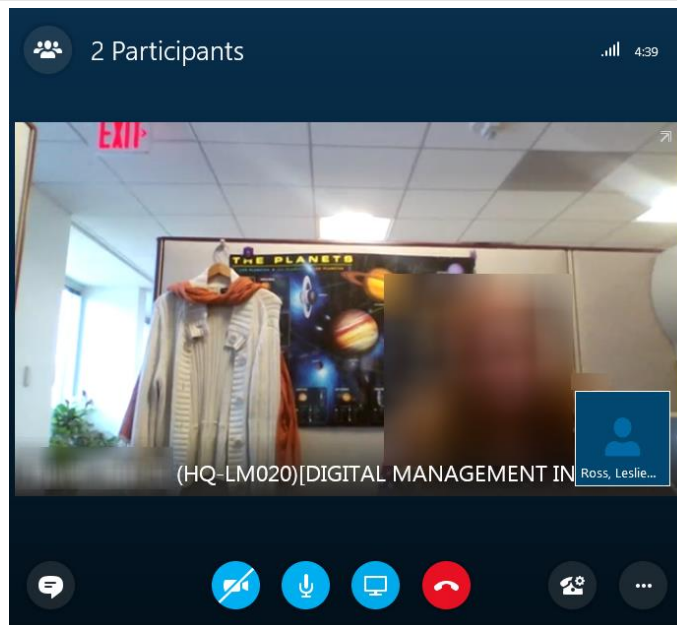 2 Participants
4:39
EXIT
THE PLANETS
(HQ-LM020)[DIGITAL MANAGEMENT IN
Ross, Leslie...